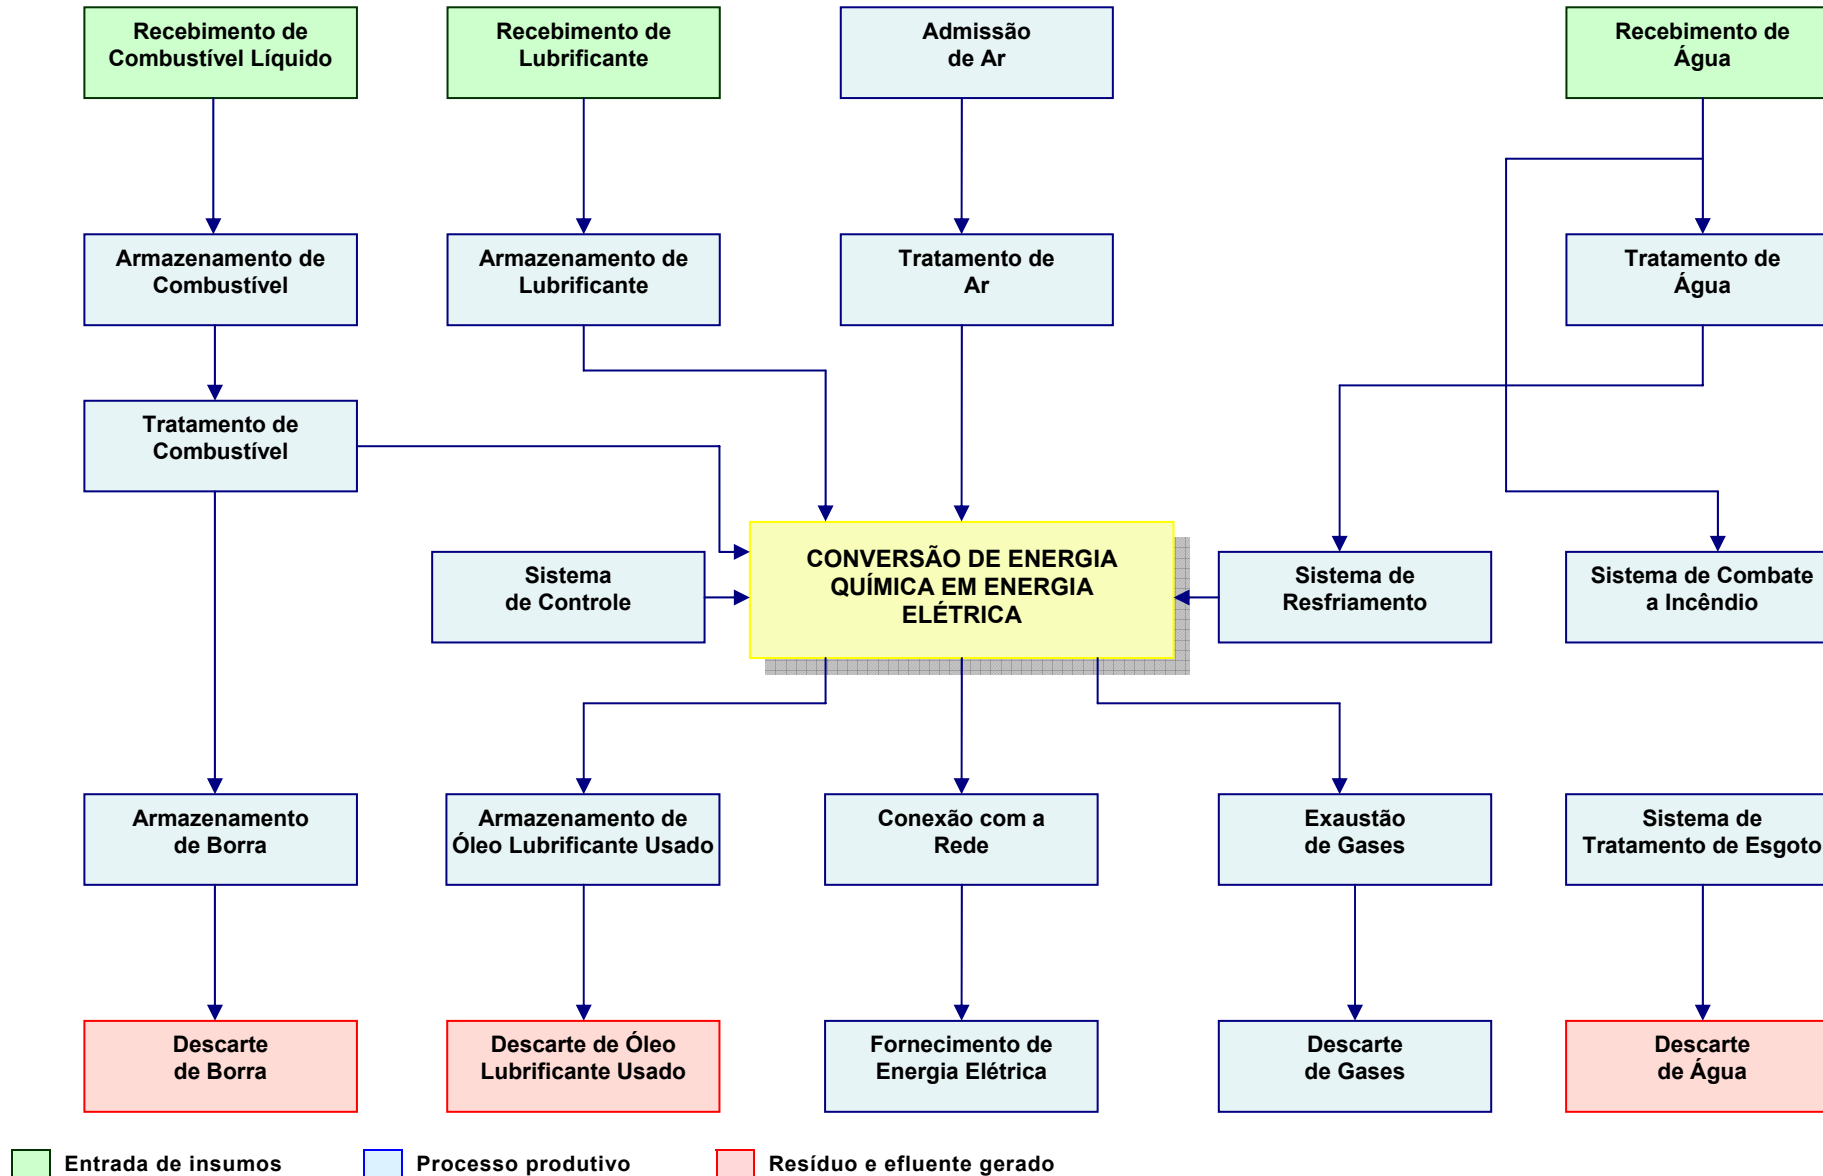 Recebimento de
Combustível Líquido
Recebimento de
Lubrificante
Admissão
de Ar
Recebimento de
Água
Armazenamento de
Combustível
Armazenamento de
Lubrificante
Tratamento de
Ar
Tratamento de
Água
Tratamento de
Combustível
Sistema
de Controle
CONVERSÃO DE ENERGIA
QUÍMICA EM ENERGIA
ELÉTRICA
Sistema de
Resfriamento
Sistema de Combate
a Incêndio
Armazenamento
de Borra
Armazenamento de
Óleo Lubrificante Usado
Conexão com a
Rede
Exaustão
de Gases
Sistema de
Tratamento de Esgoto
Descarte
de Borra
Descarte de Óleo
Lubrificante Usado
Fornecimento de
Energia Elétrica
Descarte
de Gases
Descarte
de Água
Entrada de insumos
Processo produtivo
Resíduo e efluente gerado